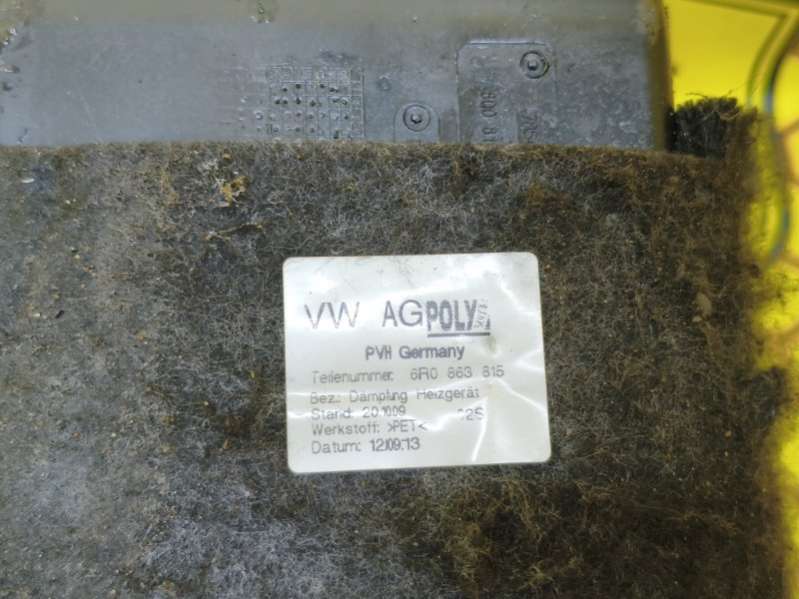 VW AG POLY
PVH Germany
Teilenummer: 6R0 863 815
Bez.: Dämpfung Heizgerät
Stand: 20.10.09
Werkstoff: >PET<
Datum: 12.09.13